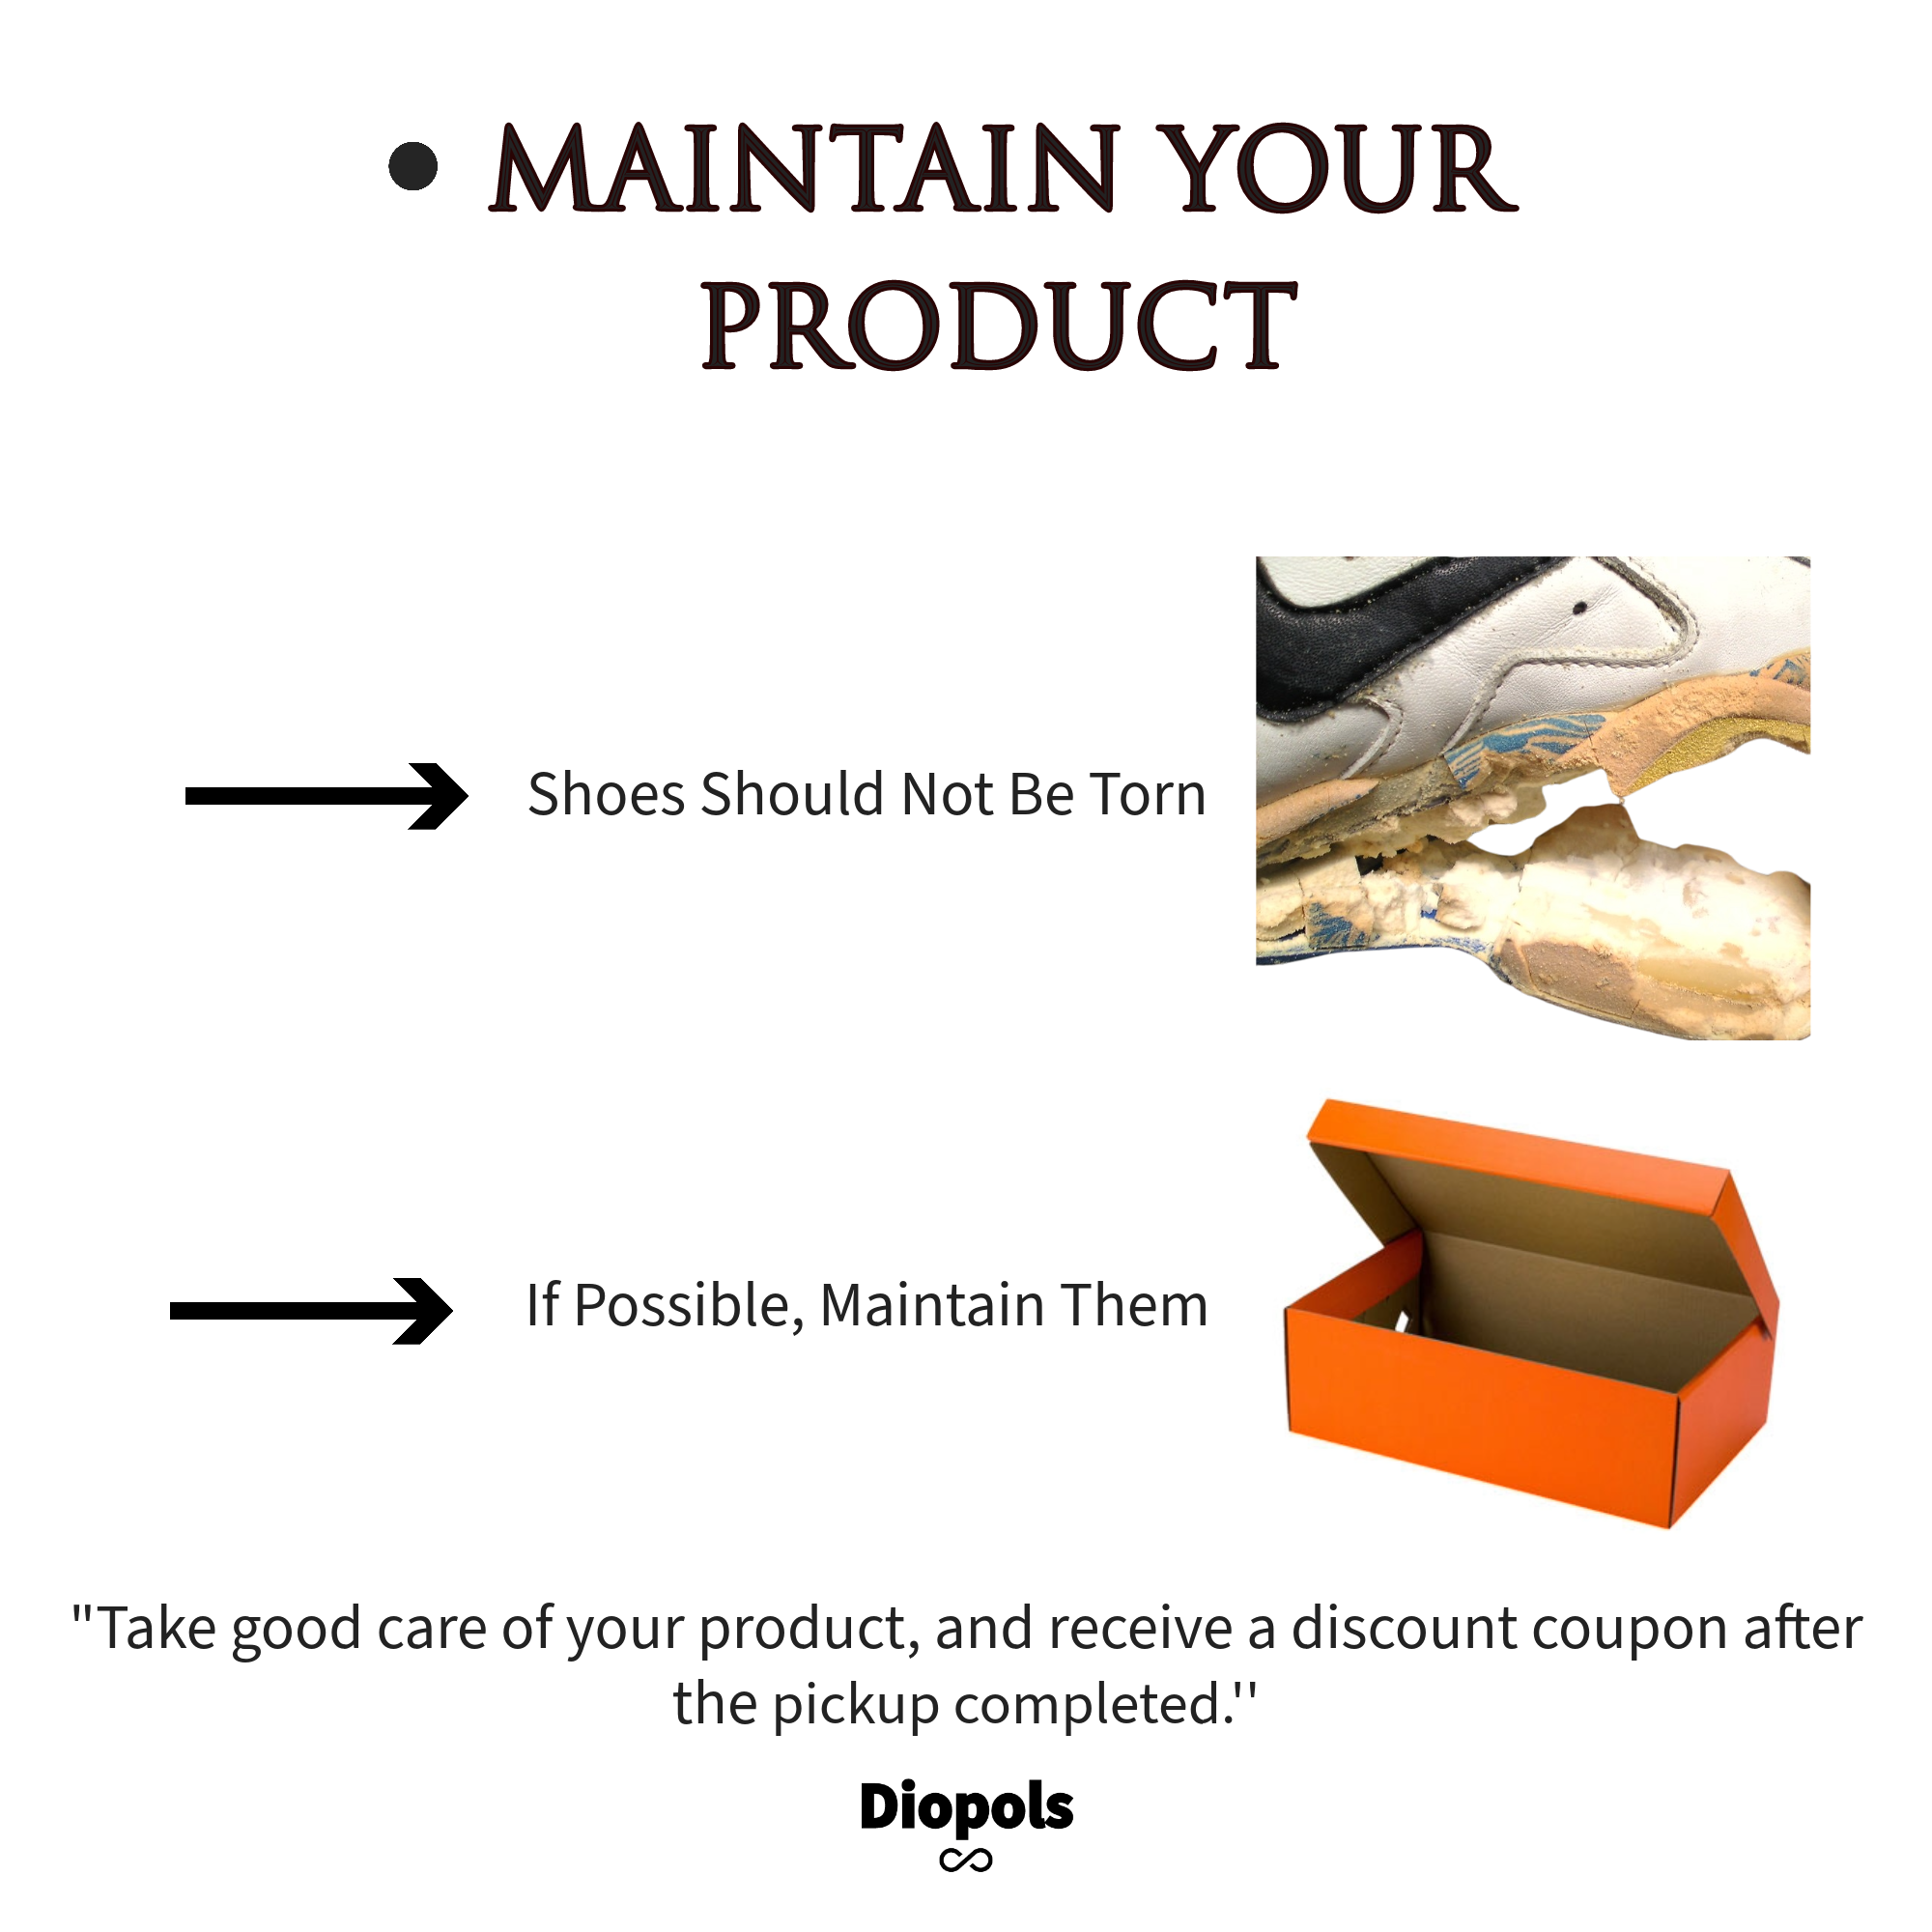 • MAINTAIN YOUR
PRODUCT
Shoes Should Not Be Torn
If Possible, Maintain Them
"Take good care of your product, and receive a discount coupon after
the pickup completed.''
Diopols